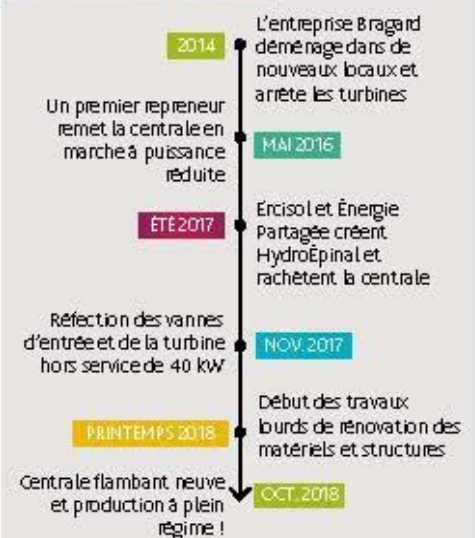 2014
L'entreprise Bragard
déménage dans de
nouveaux locaux et
arrête les turbines
Un premier repreneur
remet la centrale en
marche à puissance
réduite
MAI 2016
ÉTÉ 2017
Ercisol et Énergie
Partagée créent
HydroÉpinal et
rachètent la centrale
Réfection des vannes
d'entrée et de la turbine
hors service de 40 kW
NOV. 2017
PRINTEMPS 2018
Début des travaux
lourds de rénovation des
matériels et structures
Centrale flambant neuve
et production à plein
régime !
OCT. 2018